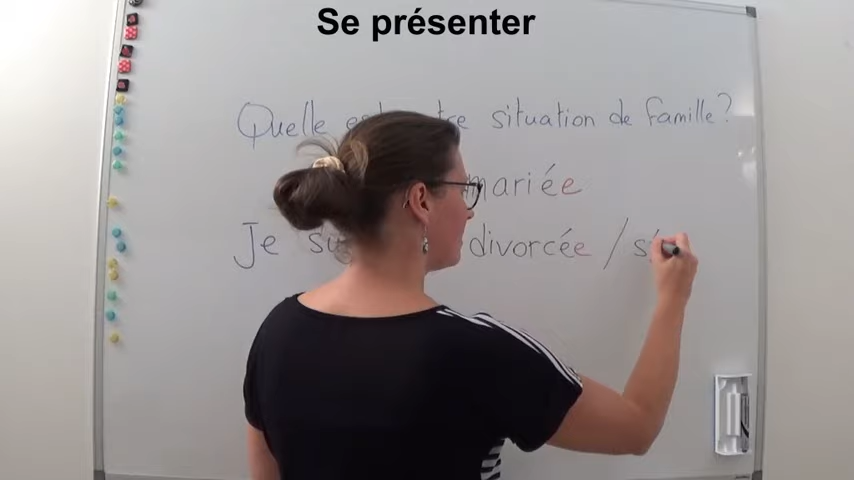 Se présenter
Quelle situation de famille?
mariée
Je divorcée /